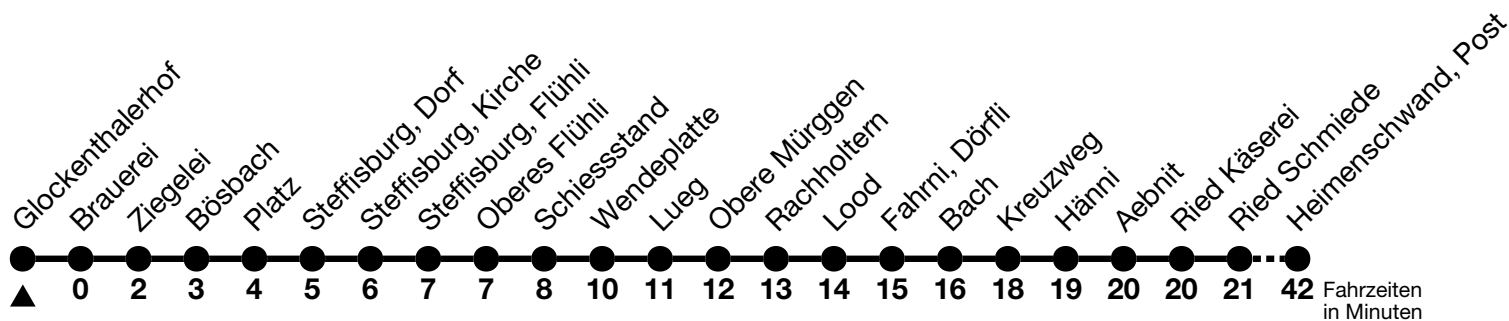 Glockenthalerhof
Brauerei
Ziegelei
Bösbach
Platz
Steffisburg, Dorf
Steffisburg, Kirche
Steffisburg, Flühli
Oberes Flühli
Schiessstand
Wendeplatte
Lueg
Obere Mürggen
Rachholtern
Lood
Fahrni, Dörfli
Bach
Kreuzweg
Hänni
Aebnit
Ried Käserei
Ried Schmiede
Heimenschwand, Post
0 2 3 4 5 6 7 7 8 10 11 12 13 14 15 16 18 19 20 20 21 42 Fahrzeiten
in Minuten